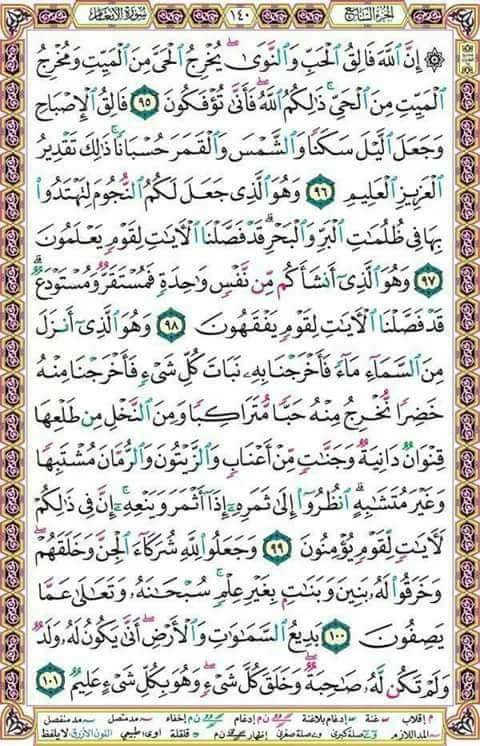 الجزء السابع
١٤٠
سورة الأنعام
۞ إِنَّ ٱللَّهَ فَالِقُ ٱلْحَبِّ وَٱلنَّوَىٰ ۖ يُخْرِجُ ٱلْحَىَّ مِنَ ٱلْمَيِّتِ وَمُخْرِجُ
ٱلْمَيِّتِ مِنَ ٱلْحَىِّ ۚ ذَٰلِكُمُ ٱللَّهُ ۖ فَأَنَّىٰ تُؤْفَكُونَ ٩٥ فَالِقُ ٱلْإِصْبَاحِ
وَجَعَلَ ٱلَّيْلَ سَكَنًا وَٱلشَّمْسَ وَٱلْقَمَرَ حُسْبَانًا ۚ ذَٰلِكَ تَقْدِيرُ
ٱلْعَزِيزِ ٱلْعَلِيمِ ٩٦ وَهُوَ ٱلَّذِى جَعَلَ لَكُمُ ٱلنُّجُومَ لِتَهْتَدُوا۟
بِهَا فِى ظُلُمَٰتِ ٱلْبَرِّ وَٱلْبَحْرِ ۗ قَدْ فَصَّلْنَا ٱلْءَايَٰتِ لِقَوْمٍ يَعْلَمُونَ
٩٧ وَهُوَ ٱلَّذِىٓ أَنشَأَكُم مِّن نَّفْسٍ وَٰحِدَةٍ فَمُسْتَقَرٌّ وَمُسْتَوْدَعٌ ۗ
قَدْ فَصَّلْنَا ٱلْءَايَٰتِ لِقَوْمٍ يَفْقَهُونَ ٩٨ وَهُوَ ٱلَّذِىٓ أَنزَلَ
مِنَ ٱلسَّمَآءِ مَآءً فَأَخْرَجْنَا بِهِۦ نَبَاتَ كُلِّ شَىْءٍ فَأَخْرَجْنَا مِنْهُ
خَضِرًا نُّخْرِجُ مِنْهُ حَبًّا مُّتَرَاكِبًا وَمِنَ ٱلنَّخْلِ مِن طَلْعِهَا
قِنْوَانٌ دَانِيَةٌ وَجَنَّٰتٍ مِّنْ أَعْنَابٍ وَٱلزَّيْتُونَ وَٱلرُّمَّانَ مُشْتَبِهًا
وَغَيْرَ مُتَشَٰبِهٍ ۗ ٱنظُرُوٓا۟ إِلَىٰ ثَمَرِهِۦٓ إِذَآ أَثْمَرَ وَيَنْعِهِۦٓ ۚ إِنَّ فِى ذَٰلِكُمْ
لَءَايَٰتٍ لِّقَوْمٍ يُؤْمِنُونَ ٩٩ وَجَعَلُوا۟ لِلَّهِ شُرَكَآءَ ٱلْجِنَّ وَخَلَقَهُمْ ۖ
وَخَرَقُوا۟ لَهُۥ بَنِينَ وَبَنَٰتٍۭ بِغَيْرِ عِلْمٍ ۚ سُبْحَٰنَهُۥ وَتَعَٰلَىٰ عَمَّا
يَصِفُونَ ١٠٠ بَدِيعُ ٱلسَّمَٰوَٰتِ وَٱلْأَرْضِ ۖ أَنَّىٰ يَكُونُ لَهُۥ وَلَدٌ
وَلَمْ تَكُن لَّهُۥ صَٰحِبَةٌ ۖ وَخَلَقَ كُلَّ شَىْءٍ ۖ وَهُوَ بِكُلِّ شَىْءٍ عَلِيمٌ ١٠١
م إقلاب غنة إدغام بلاغنة ن م إدغام ن م إخفاء مد متصل مد منفصل
المد اللازم صلة كبرى صلة صغرى إظهار ن م قلقلة اوى: طبيعي اللون الأزرق لا يلفظ